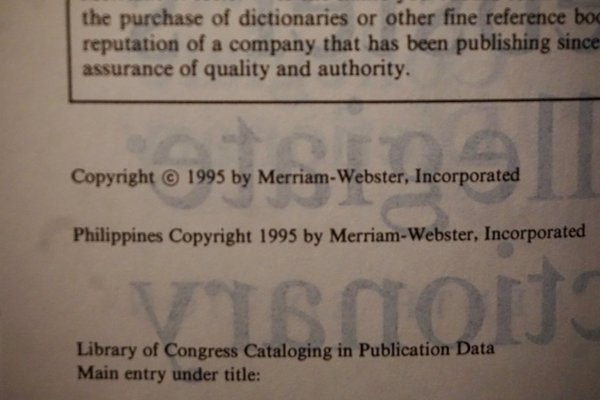 the purchase of dictionaries or other fine reference
reputation of a company that has been publishing since
assurance of quality and authority.
Copyright © 1995 by Merriam-Webster, Incorporated
Philippines Copyright 1995 by Merriam-Webster, Incorporated
Library of Congress Cataloging in Publication Data
Main entry under title: